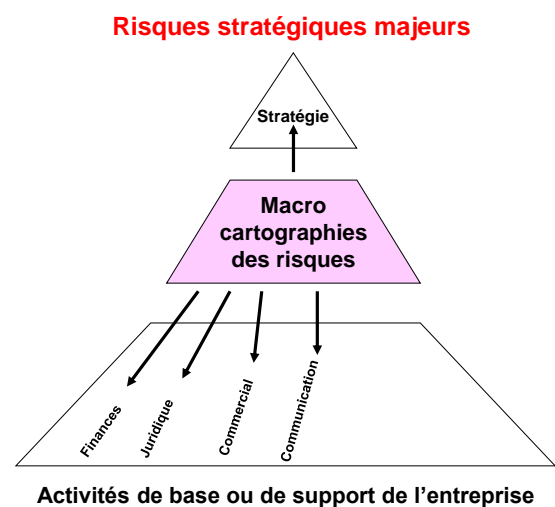 Risques stratégiques majeurs
Stratégie
Macro
cartographies
des risques
Finances
Juridique
Commercial
Communication
Activités de base ou de support de l'entreprise